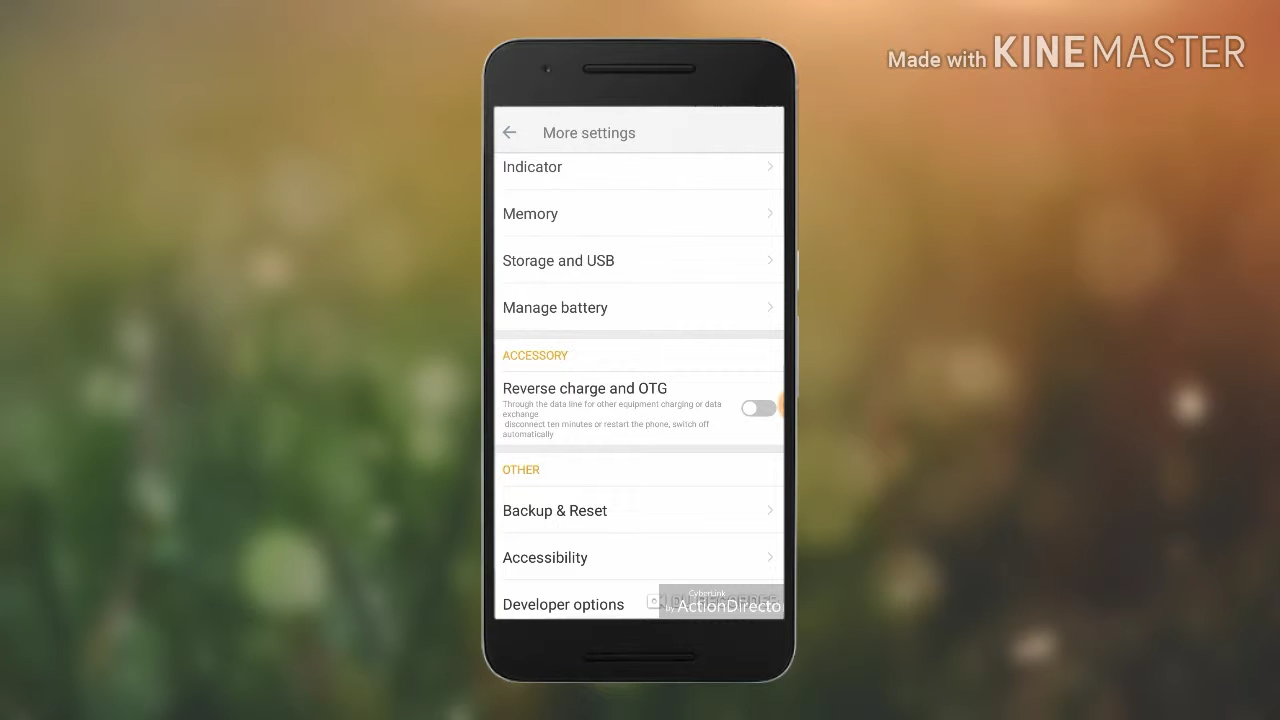 Made with KINEMASTER
More settings
Indicator
Memory
Storage and USB
Manage battery
ACCESSORY
Reverse charge and OTG
Through the data line for other equipment charging or data
exchange
disconnect ten minutes or restart the phone, switch off
automatically
OTHER
Backup & Reset
Accessibility
Developer options
CyberLink
by ActionDirecto